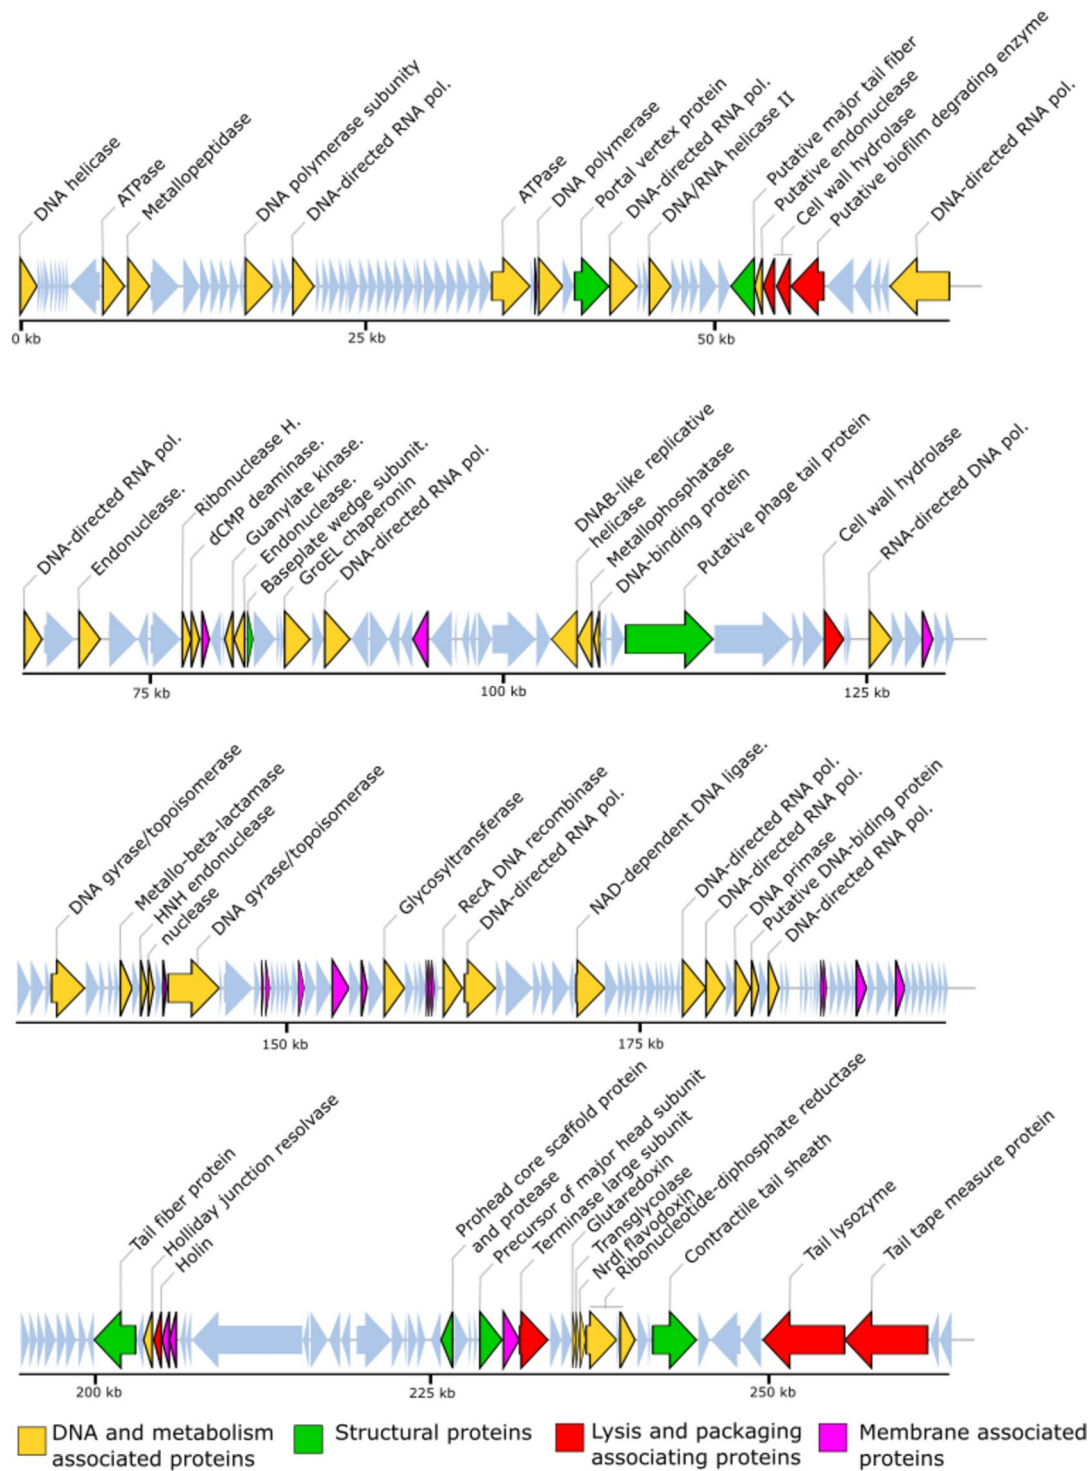 DNA helicase
ATPase
Metallopeptidase
DNA polymerase subunity
DNA-directed RNA pol.
ATPase
DNA polymerase
Portal vertex protein
DNA-directed RNA pol.
DNA/RNA helicase II
Putative major tail fiber
Putative endonuclease
Cell wall hydrolase
Putative biofilm degrading enzyme
DNA-directed RNA pol.
0 kb
25 kb
50 kb
DNA-directed RNA pol.
Endonuclease.
Ribonuclease H.
dCMP deaminase.
Guanylate kinase.
Endonuclease.
Baseplate wedge subunit.
GroEL chaperonin
DNA-directed RNA pol.
DNAB-like replicative
helicase
Metallophosphatase
DNA-binding protein
Putative phage tail protein
Cell wall hydrolase
RNA-directed DNA pol.
75 kb
100 kb
125 kb
DNA gyrase/topoisomerase
Metallo-beta-lactamase
HNH endonuclease
nuclease
DNA gyrase/topoisomerase
Glycosyltransferase
RecA DNA recombinase
DNA-directed RNA pol.
NAD-dependent DNA ligase.
DNA-directed RNA pol.
DNA-directed RNA pol.
DNA primase
Putative DNA-biding protein
DNA-directed RNA pol.
150 kb
175 kb
Tail fiber protein
Holliday junction resolvase
Holin
Prohead core scaffold protein
and protease
Precursor of major head subunit
Terminase large subunit
Glutaredoxin
Transglycolase
NrdI flavodoxin
Ribonucleotide-diphosphate reductase
Contractile tail sheath
Tail lysozyme
Tail tape measure protein
200 kb
225 kb
250 kb
DNA and metabolism
associated proteins
Structural proteins
Lysis and packaging
associating proteins
Membrane associated
proteins